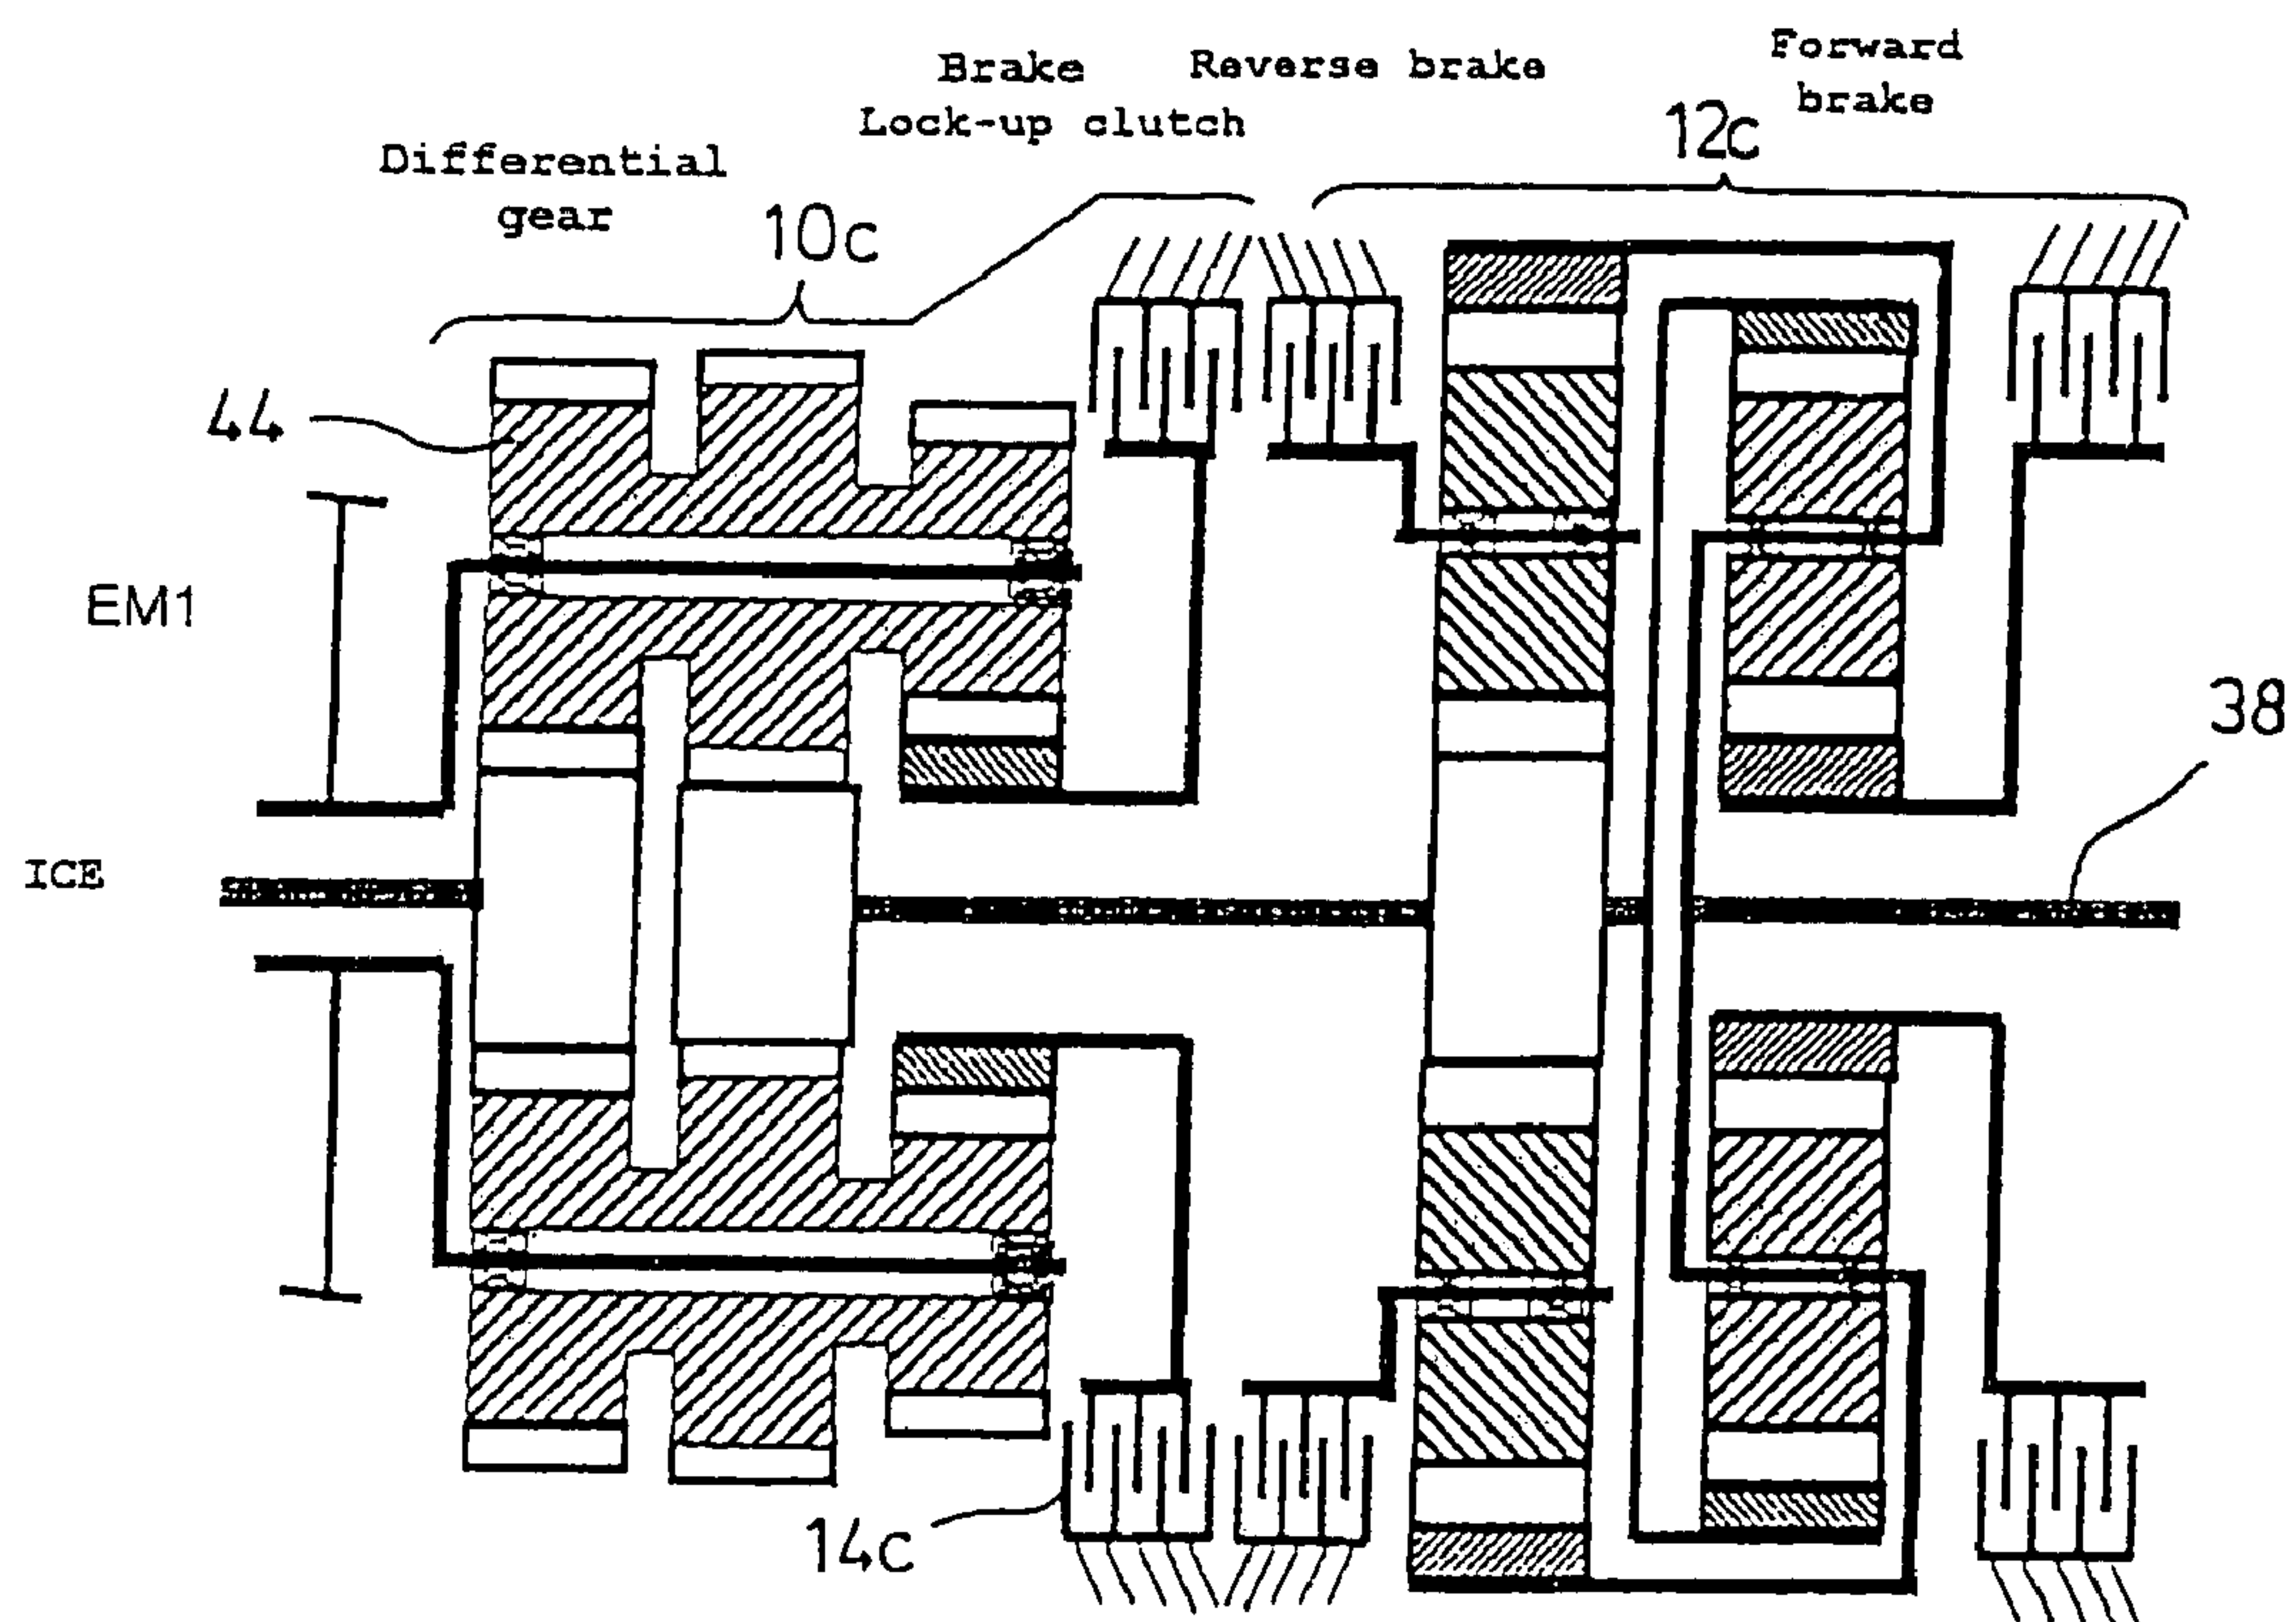 Brake
Lock-up clutch
Reverse brake
Forward
brake
12c
Differential
gear
10c
44
EM1
38
ICE
14c